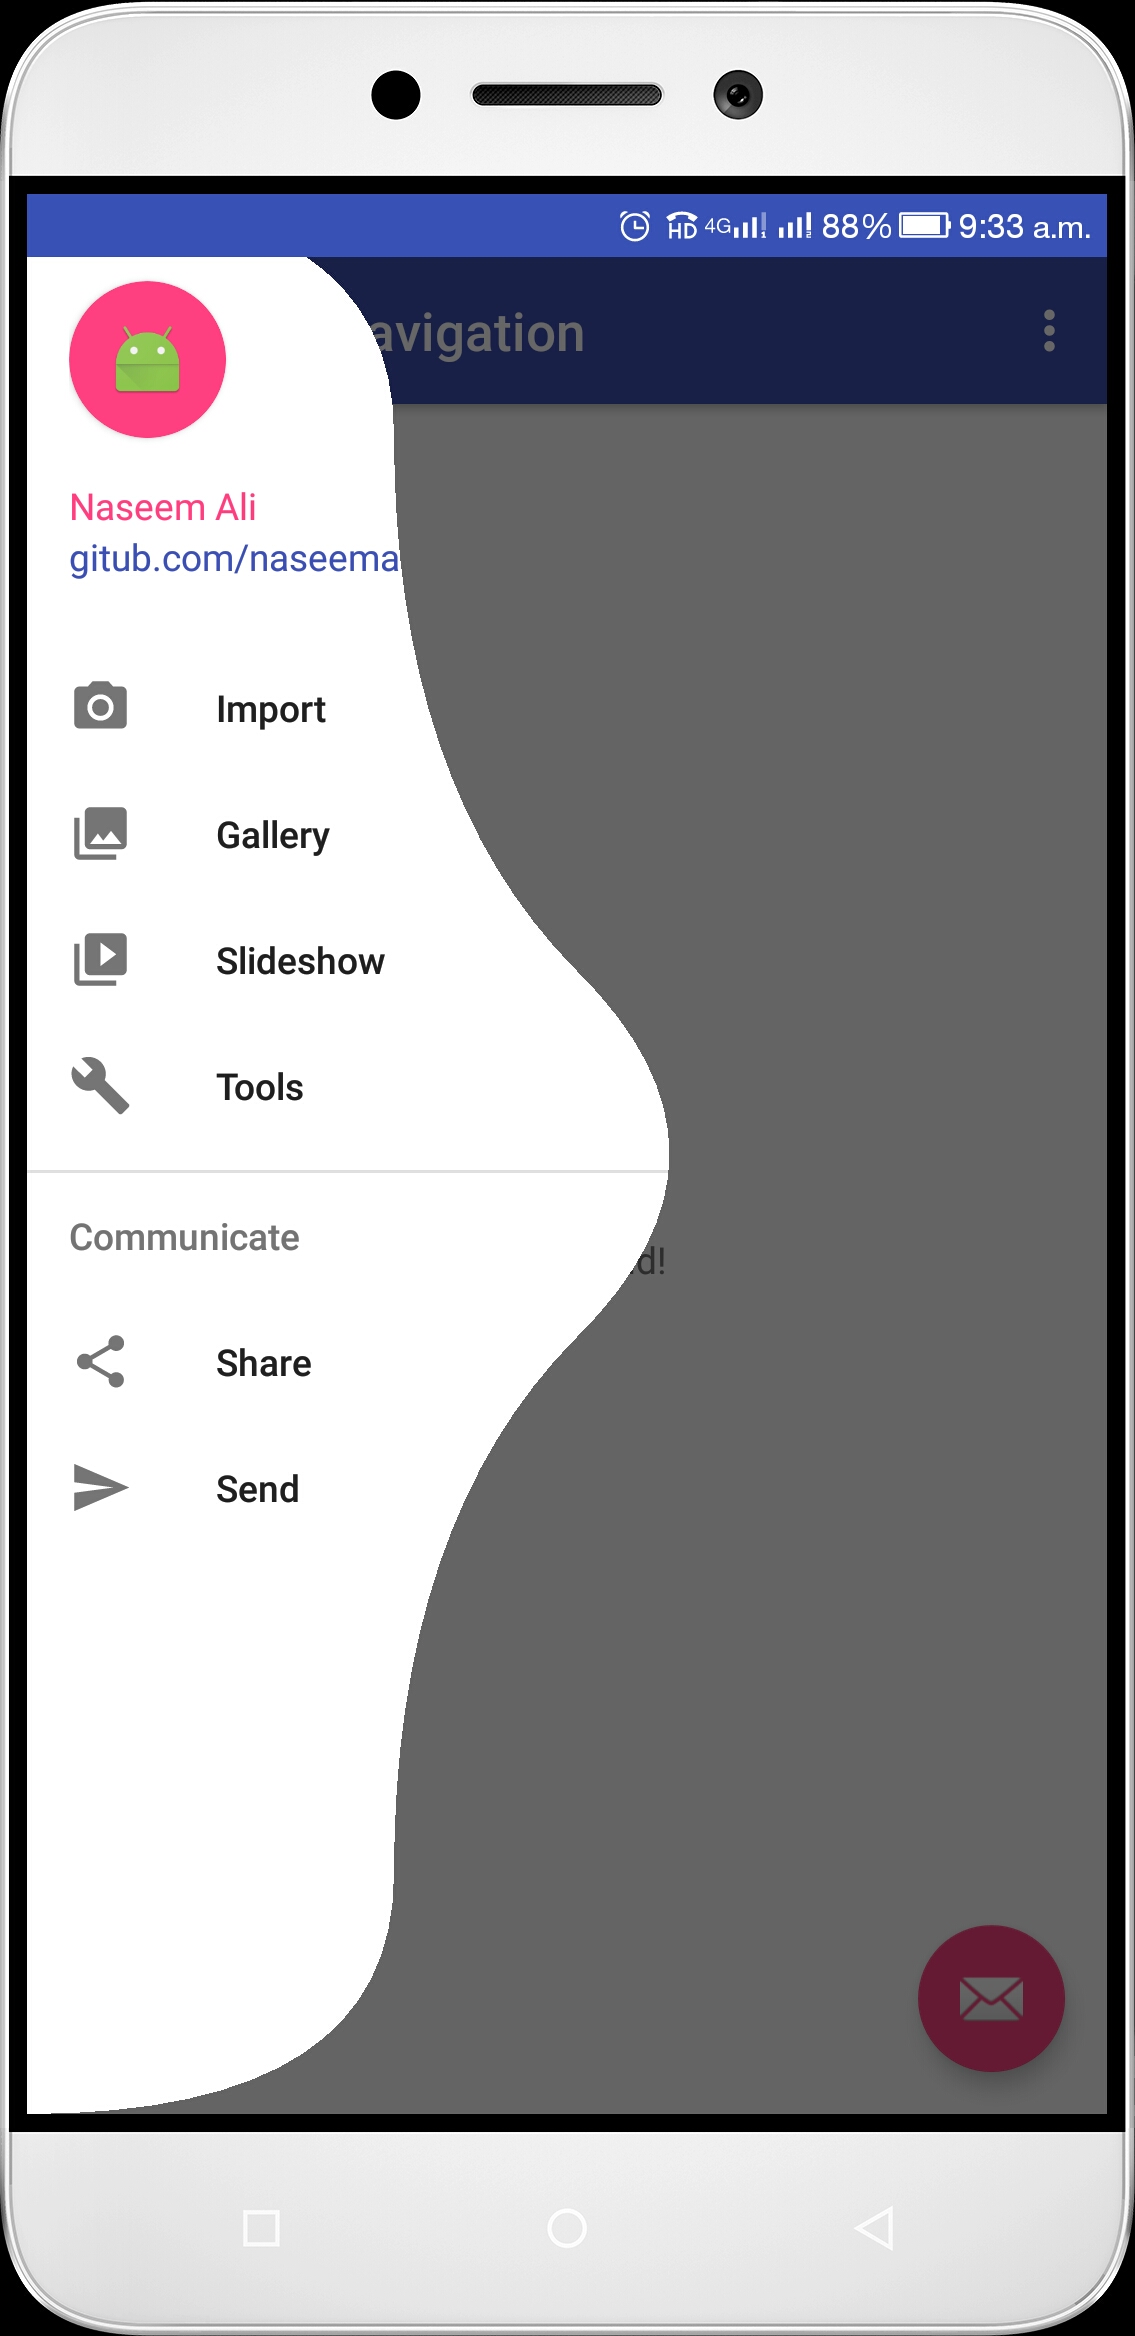 HD 4G 88% 9:33 a.m.
avigation
Naseem Ali
gitub.com/naseema
Import
Gallery
Slideshow
Tools
Communicate
d!
Share
Send